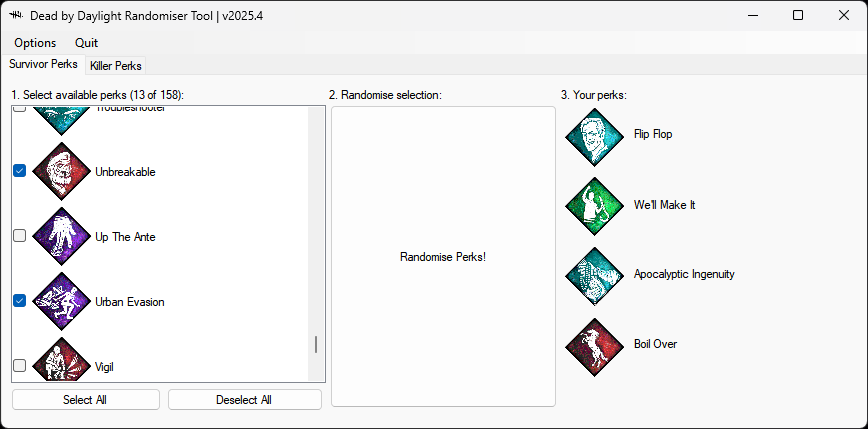 Dead by Daylight Randomiser Tool | v2025.4
Options Quit
Survivor Perks Killer Perks
1. Select available perks (13 of 158):
Troubleshooter
Unbreakable
Up The Ante
Urban Evasion
Vigil
Select All Deselect All
2. Randomise selection:
Randomise Perks!
3. Your perks:
Flip Flop
We'll Make It
Apocalyptic Ingenuity
Boil Over